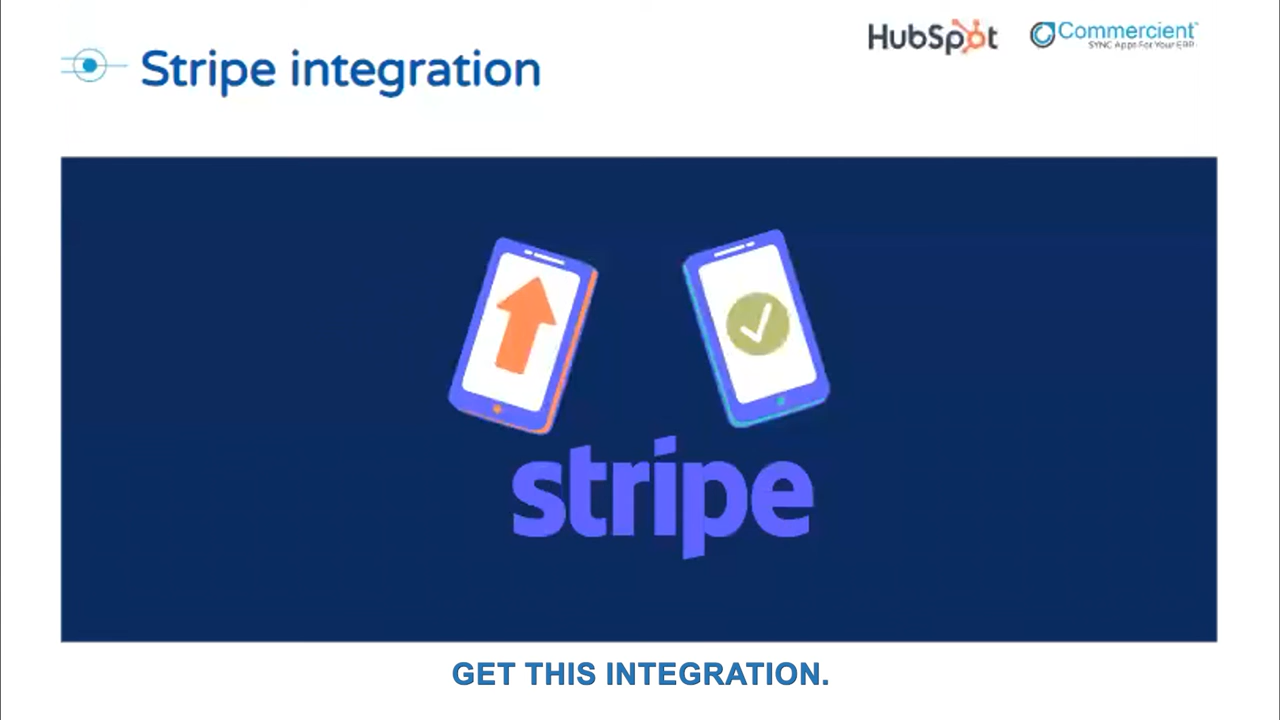 HubSpot
Commercient
SYNC Apps For Your ERP
Stripe integration
stripe
GET THIS INTEGRATION.